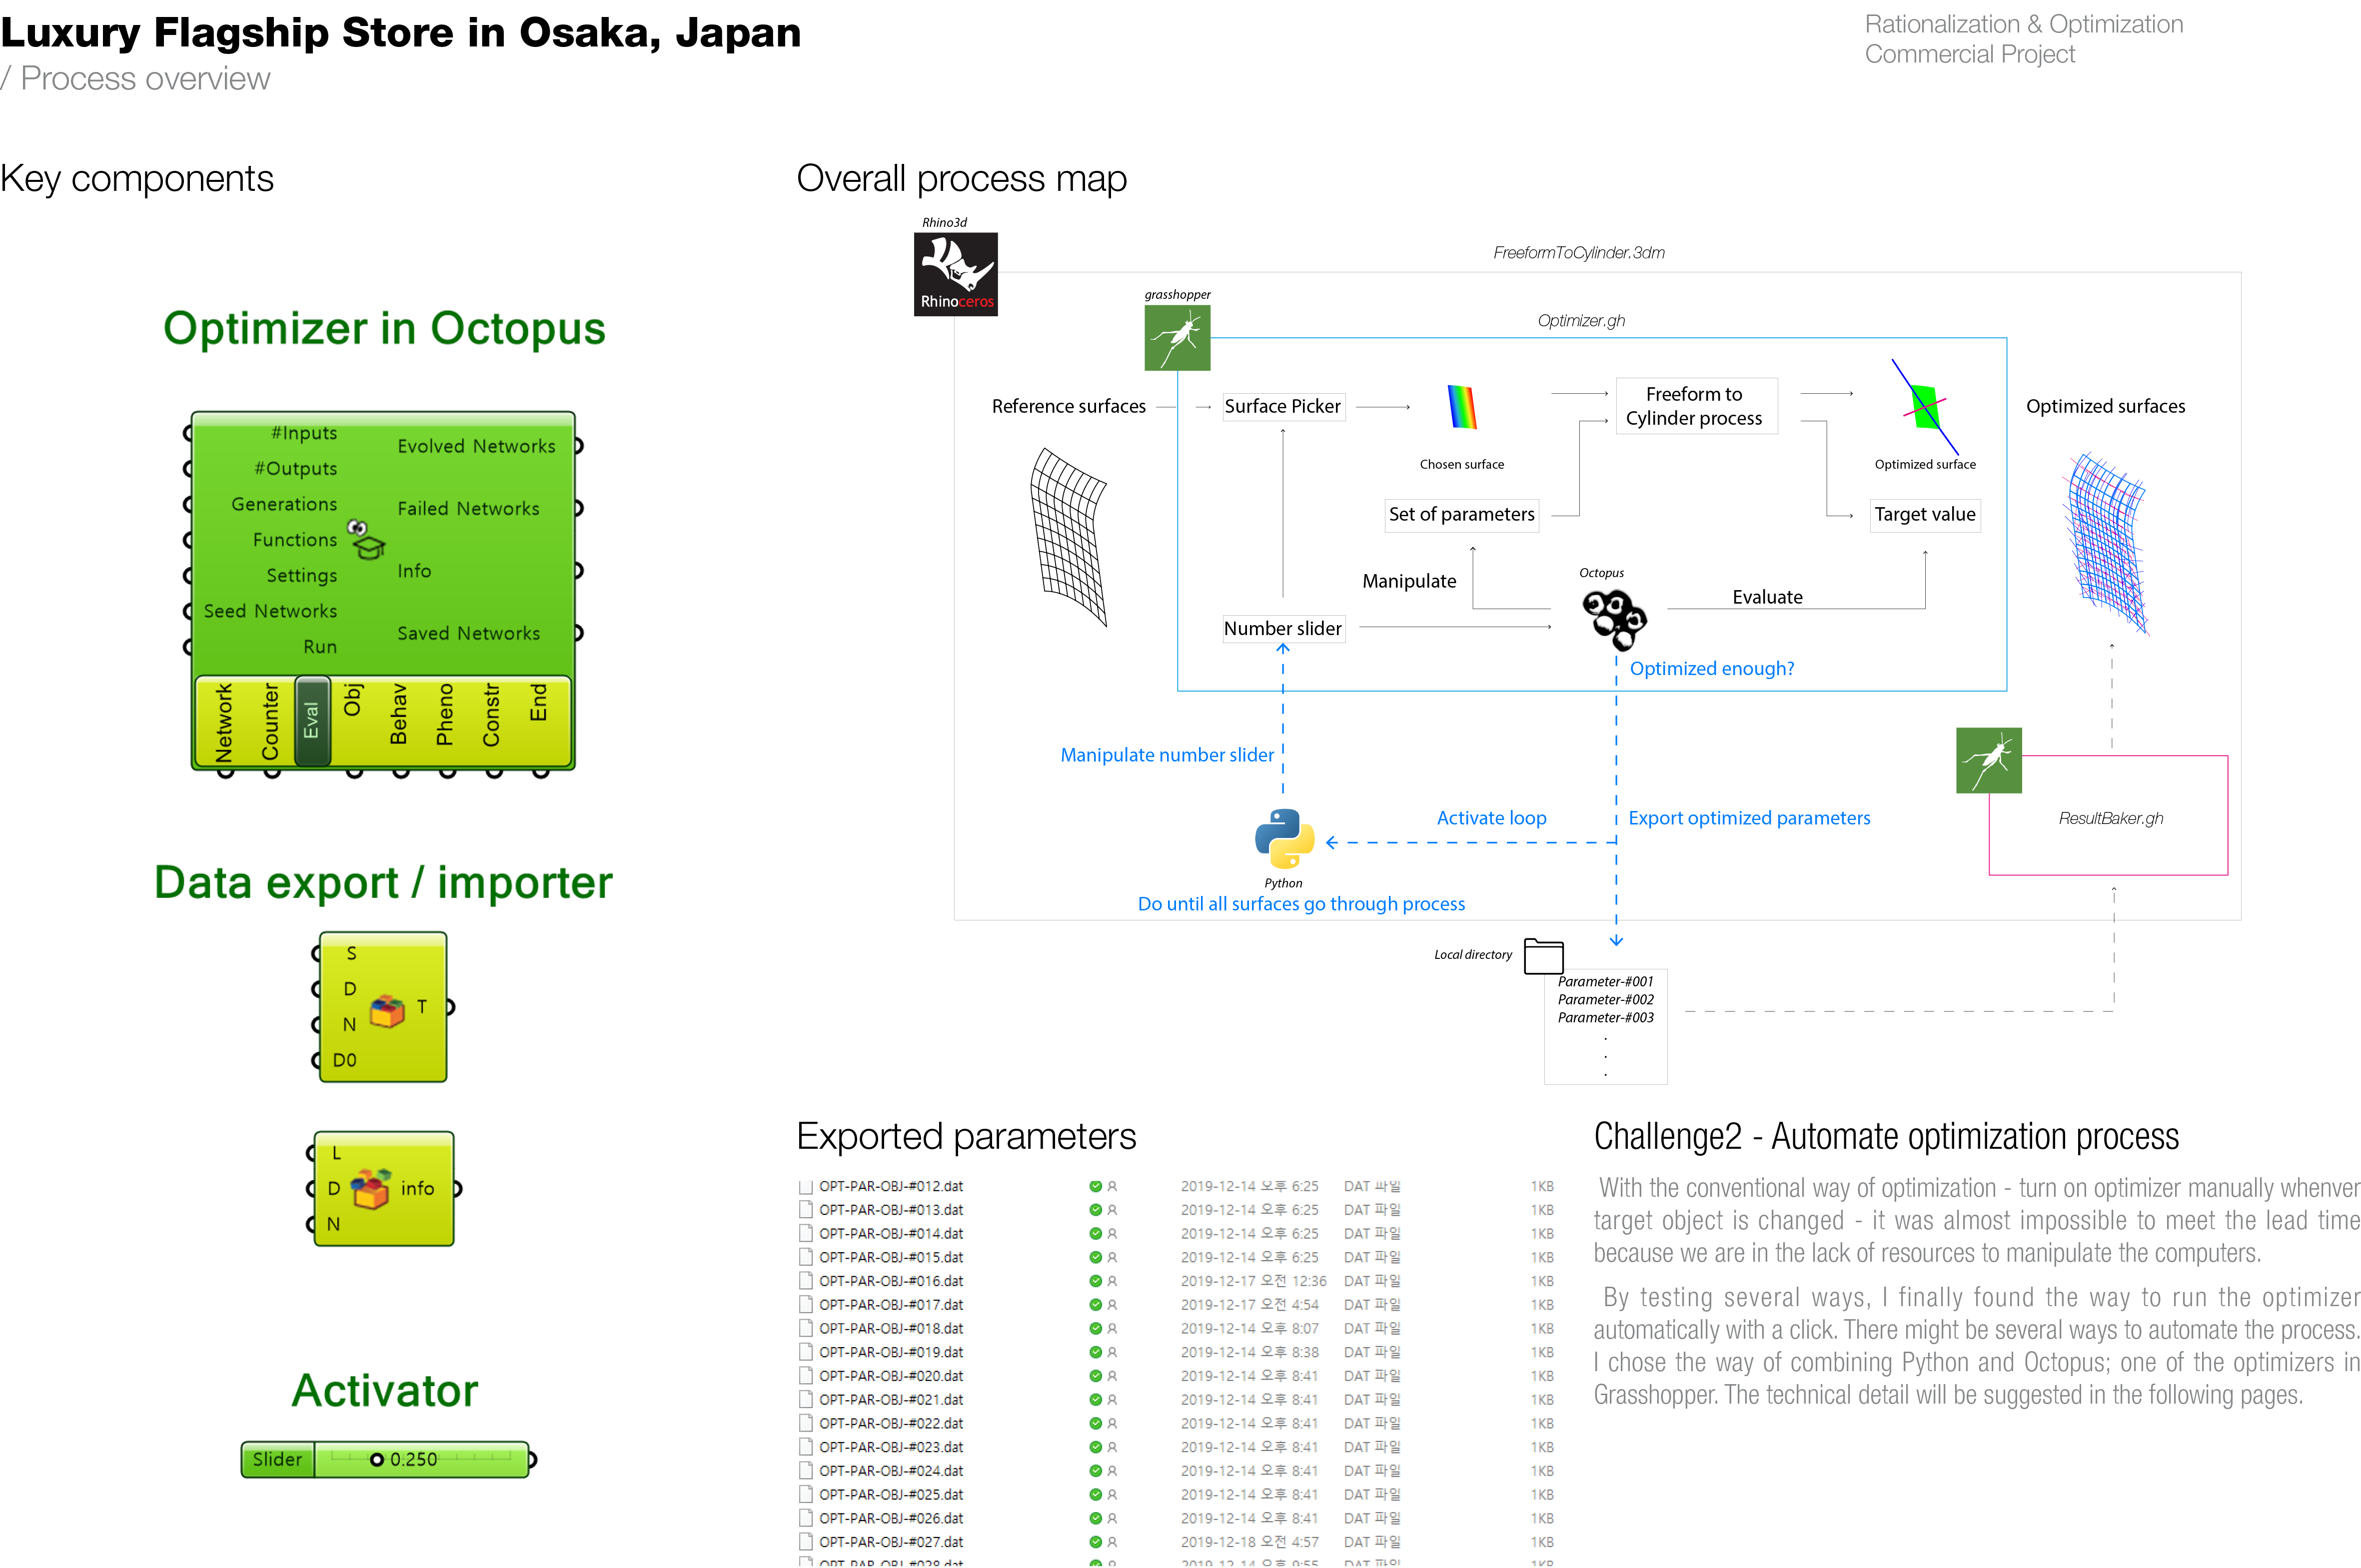 Luxury Flagship Store in Osaka, Japan
/ Process overview
Rationalization & Optimization
Commercial Project
Key components
Optimizer in Octopus
#Inputs
#Outputs
Generations
Functions
Settings
Seed Networks
Run
Evolved Networks
Failed Networks
Info
Saved Networks
Network
Counter
Eval
Obj
Behav
Pheno
Constr
End
Data export / importer
S
D
N
D0
T
L
D
N
info
Activator
Slider
0.250
Overall process map
Rhino3d
Rhinoceros
FreeformToCylinder.3dm
grasshopper
Optimizer.gh
Reference surfaces
Surface Picker
Chosen surface
Freeform to
Cylinder process
Optimized surface
Optimized surfaces
Set of parameters
Target value
Manipulate
Octopus
Evaluate
Number slider
Optimized enough?
Manipulate number slider
Activate loop
Export optimized parameters
Python
Do until all surfaces go through process
ResultBaker.gh
Local directory
Parameter-#001
Parameter-#002
Parameter-#003
.
.
.
Exported parameters
OPT-PAR-OBJ-#012.dat 2019-12-14 오후 6:25 DAT 파일 1KB
OPT-PAR-OBJ-#013.dat 2019-12-14 오후 6:25 DAT 파일 1KB
OPT-PAR-OBJ-#014.dat 2019-12-14 오후 6:25 DAT 파일 1KB
OPT-PAR-OBJ-#015.dat 2019-12-14 오후 6:25 DAT 파일 1KB
OPT-PAR-OBJ-#016.dat 2019-12-17 오전 12:36 DAT 파일 1KB
OPT-PAR-OBJ-#017.dat 2019-12-17 오전 4:54 DAT 파일 1KB
OPT-PAR-OBJ-#018.dat 2019-12-14 오후 8:07 DAT 파일 1KB
OPT-PAR-OBJ-#019.dat 2019-12-14 오후 8:38 DAT 파일 1KB
OPT-PAR-OBJ-#020.dat 2019-12-14 오후 8:41 DAT 파일 1KB
OPT-PAR-OBJ-#021.dat 2019-12-14 오후 8:41 DAT 파일 1KB
OPT-PAR-OBJ-#022.dat 2019-12-14 오후 8:41 DAT 파일 1KB
OPT-PAR-OBJ-#023.dat 2019-12-14 오후 8:41 DAT 파일 1KB
OPT-PAR-OBJ-#024.dat 2019-12-14 오후 8:41 DAT 파일 1KB
OPT-PAR-OBJ-#025.dat 2019-12-14 오후 8:41 DAT 파일 1KB
OPT-PAR-OBJ-#026.dat 2019-12-14 오후 8:41 DAT 파일 1KB
OPT-PAR-OBJ-#027.dat 2019-12-18 오전 4:57 DAT 파일 1KB
Challenge2 - Automate optimization process
With the conventional way of optimization - turn on optimizer manually whenver
target object is changed - it was almost impossible to meet the lead time
because we are in the lack of resources to manipulate the computers.
By testing several ways, I finally found the way to run the optimizer
automatically with a click. There might be several ways to automate the process.
I chose the way of combining Python and Octopus; one of the optimizers in
Grasshopper. The technical detail will be suggested in the following pages.